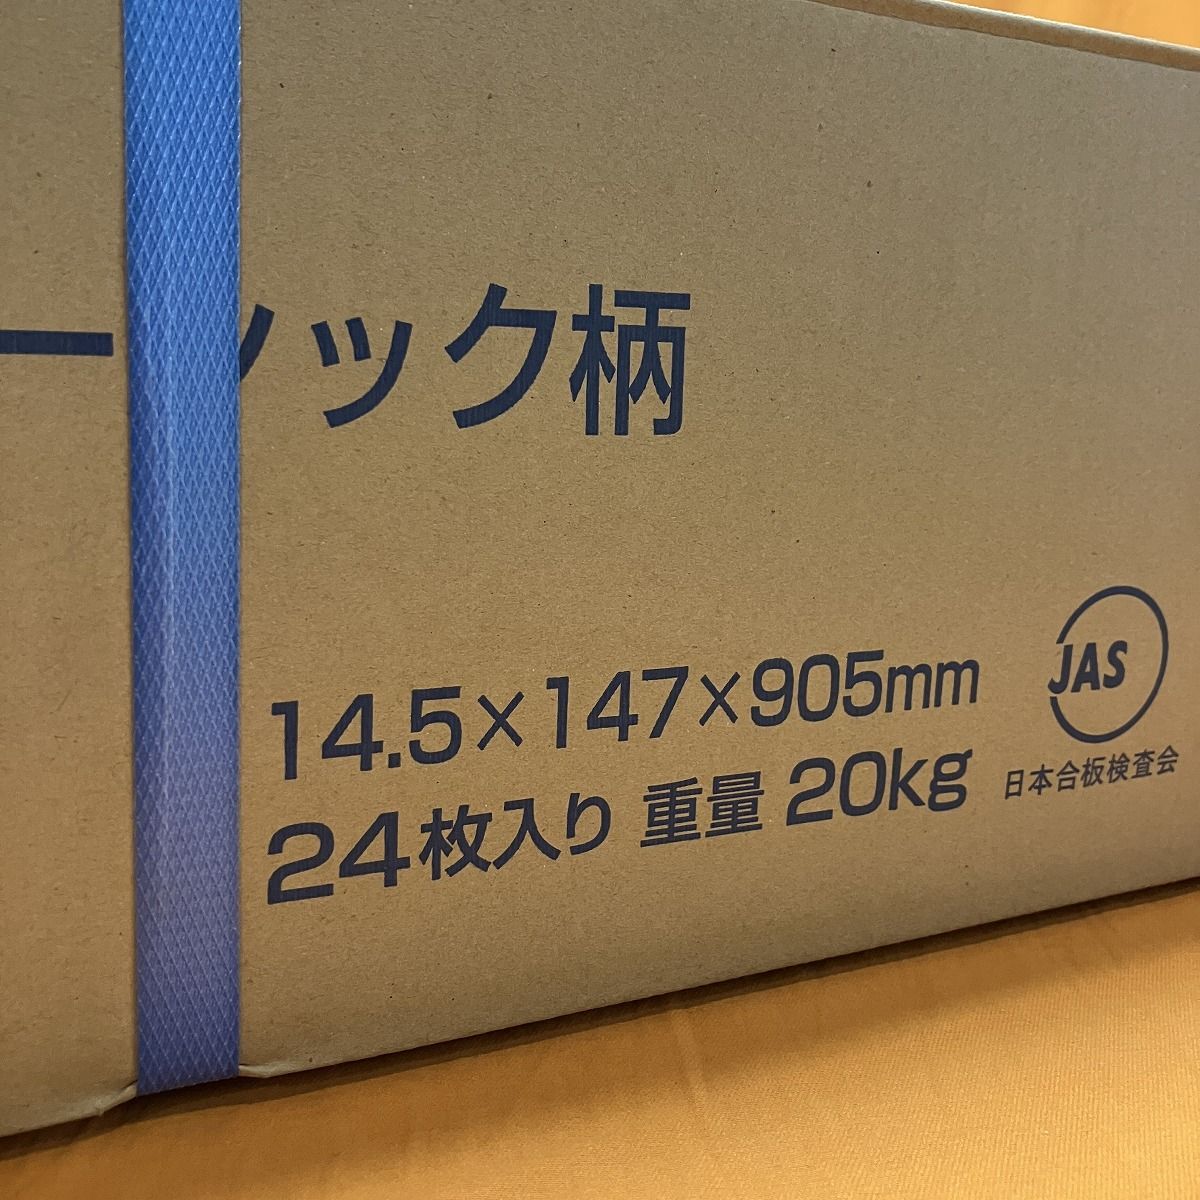 ック柄
14.5×147×905mm
24枚入り 重量 20kg
JAS
日本合板検査会